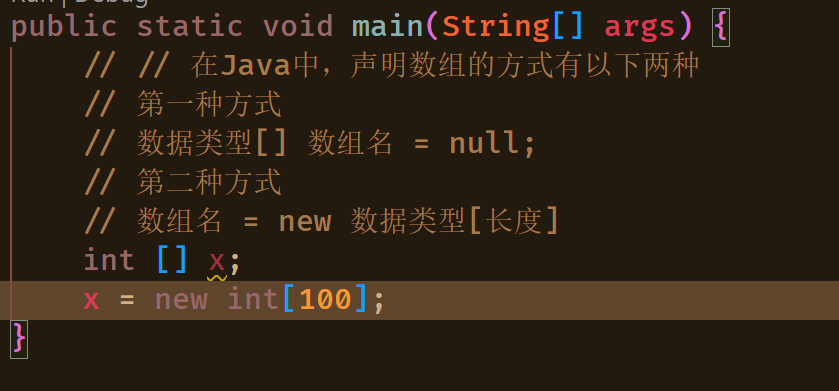 Run | Debug
public static void main(String[] args) {
// // 在Java中，声明数组的方式有以下两种
// 第一种方式
// 数据类型[] 数组名 = null;
// 第二种方式
// 数组名 = new 数据类型[长度]
int [] x;
x = new int[100];
}